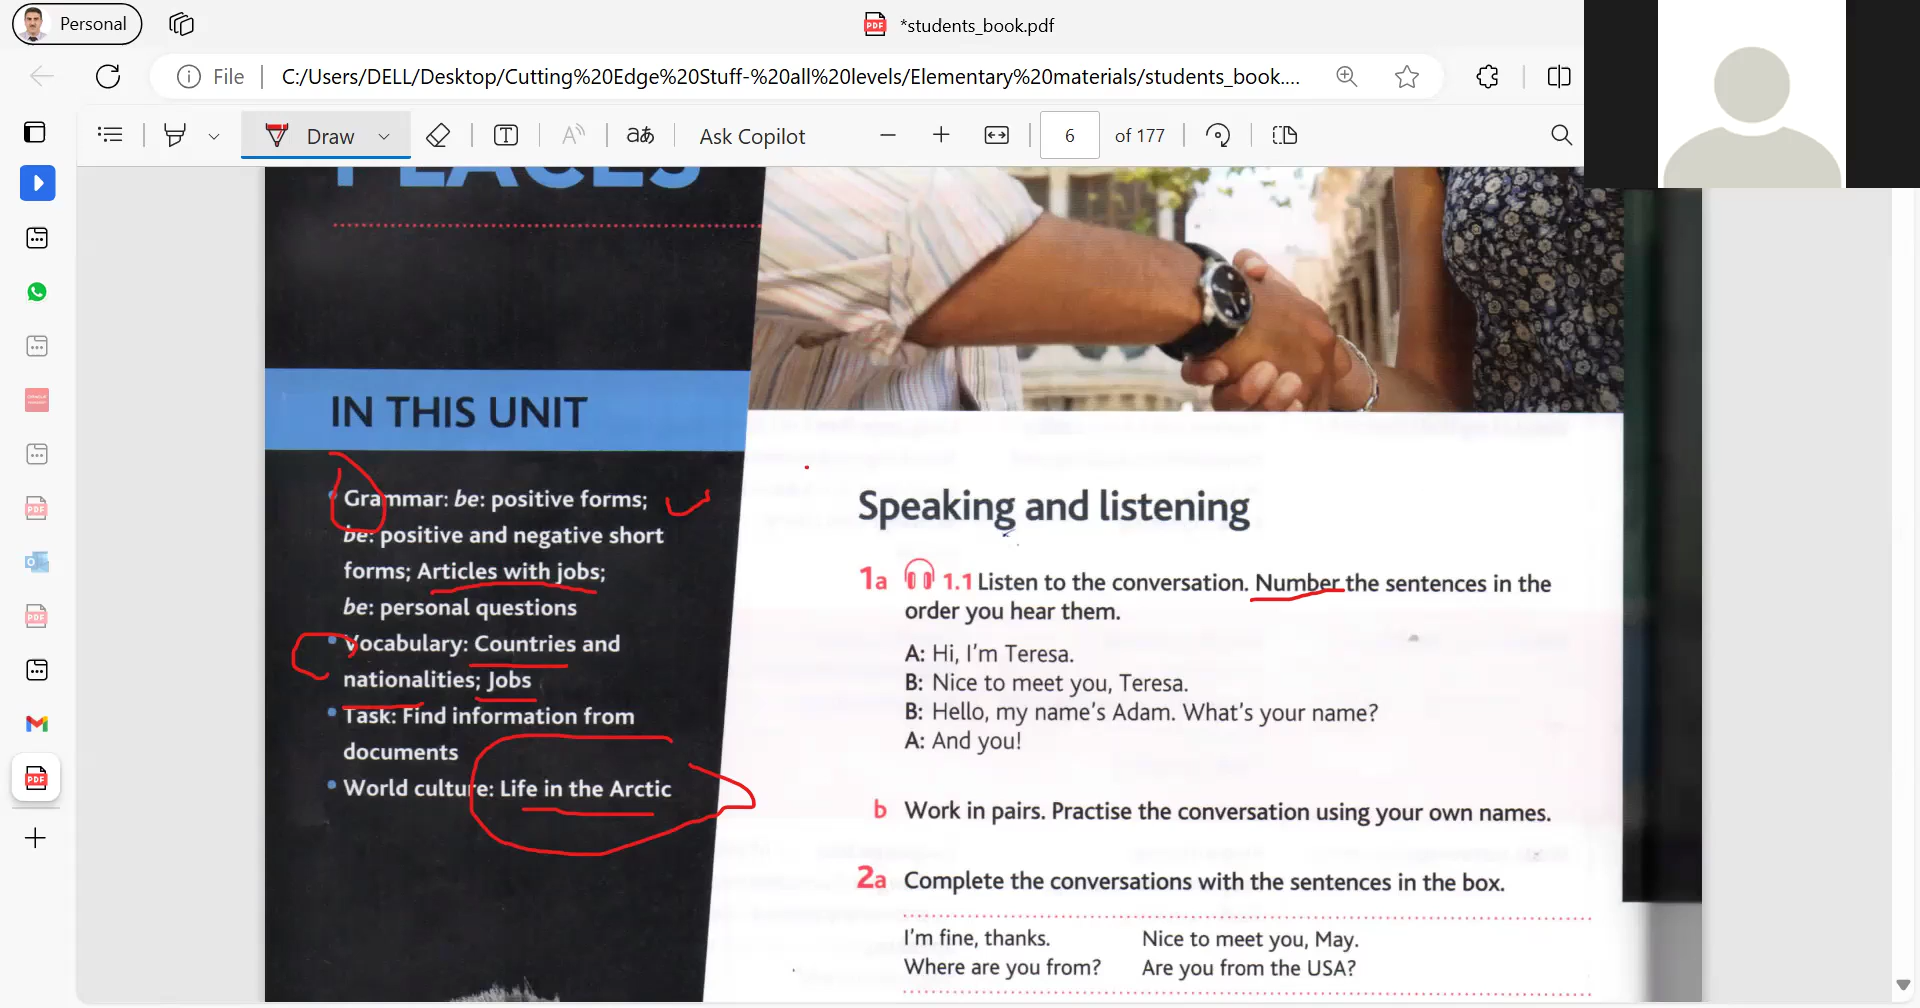 Personal
*students_book.pdf
File
C:/Users/DELL/Desktop/Cutting%20Edge%20Stuff-%20all%20levels/Elementary%20materials/students_book....
Draw
Ask Copilot
6 of 177
PLACES
IN THIS UNIT
Grammar: be: positive forms;
be: positive and negative short
forms; Articles with jobs;
be: personal questions
Vocabulary: Countries and
nationalities; Jobs
Task: Find information from
documents
World culture: Life in the Arctic
Speaking and listening
1a 1.1 Listen to the conversation. Number the sentences in the
order you hear them.
A: Hi, I'm Teresa.
B: Nice to meet you, Teresa.
B: Hello, my name's Adam. What's your name?
A: And you!
b Work in pairs. Practise the conversation using your own names.
2a Complete the conversations with the sentences in the box.
I'm fine, thanks. Nice to meet you, May.
Where are you from? Are you from the USA?